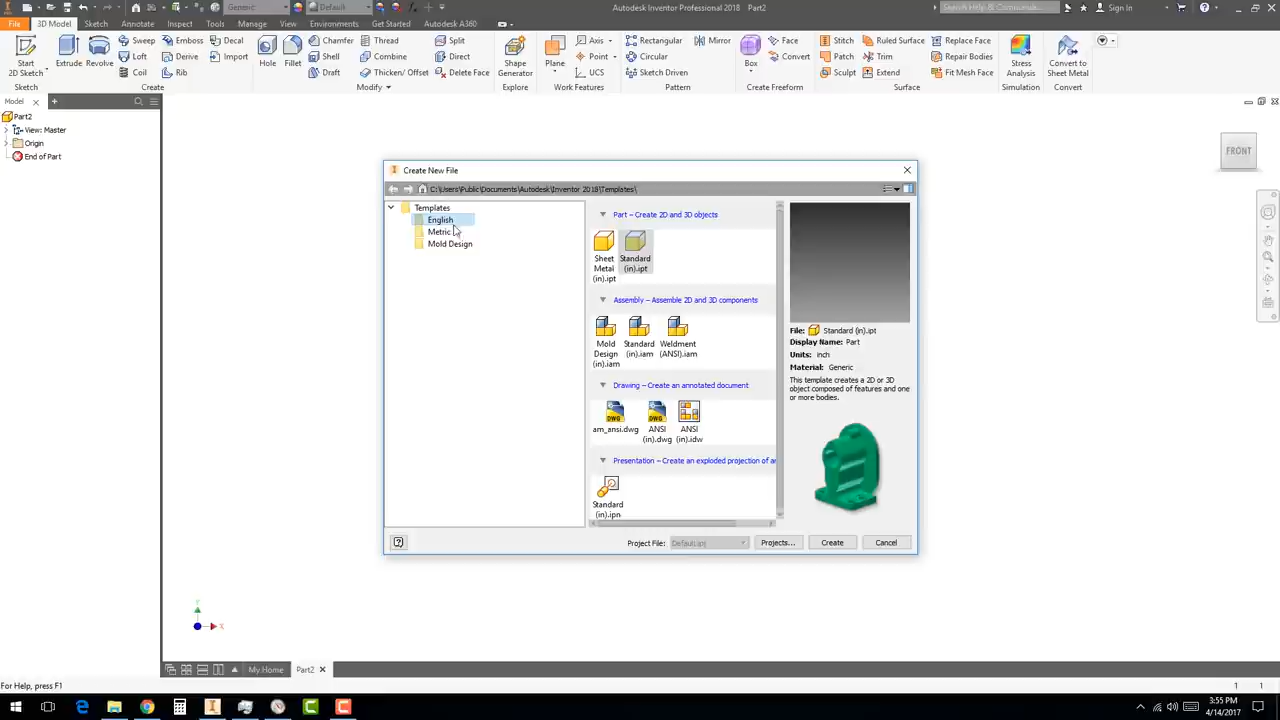 Generic
Default
Autodesk Inventor Professional 2018 Part2
Search Help & Commands...
Sign In
File
3D Model
Sketch
Annotate
Inspect
Tools
Manage
View
Environments
Get Started
Autodesk A360
Start
2D Sketch
Extrude
Revolve
Sweep
Loft
Coil
Emboss
Derive
Rib
Decal
Import
Hole
Fillet
Chamfer
Shell
Draft
Thread
Combine
Thicken/ Offset
Split
Direct
Delete Face
Shape
Generator
Plane
Axis
Point
UCS
Rectangular
Circular
Sketch Driven
Mirror
Box
Face
Convert
Stitch
Patch
Sculpt
Ruled Surface
Trim
Extend
Replace Face
Repair Bodies
Fit Mesh Face
Stress
Analysis
Convert to
Sheet Metal
Sketch
Create
Modify
Explore
Work Features
Pattern
Create Freeform
Surface
Simulation
Convert
Model
Part2
View: Master
Origin
End of Part
FRONT
Create New File
C:\Users\Public\Documents\Autodesk\Inventor 2018\Templates\
Templates
English
Metric
Mold Design
Part – Create 2D and 3D objects
Sheet
Metal
(in).ipt
Standard
(in).ipt
Assembly – Assemble 2D and 3D components
Mold
Design
(in).iam
Standard
(in).iam
Weldment
(ANSI).iam
Drawing – Create an annotated document
DWG
am_ansi.dwg
DWG
ANSI
(in).dwg
ANSI
(in).idw
Presentation – Create an exploded projection of a
Standard
(in).ipn
File: Standard (in).ipt
Display Name: Part
Units: inch
Material: Generic
This template creates a 2D or 3D
object composed of features and one
or more bodies.
Project File:
Default.ipj
Projects...
Create
Cancel
Y
X
My Home
Part2
For Help, press F1
1 1
3:55 PM
4/14/2017